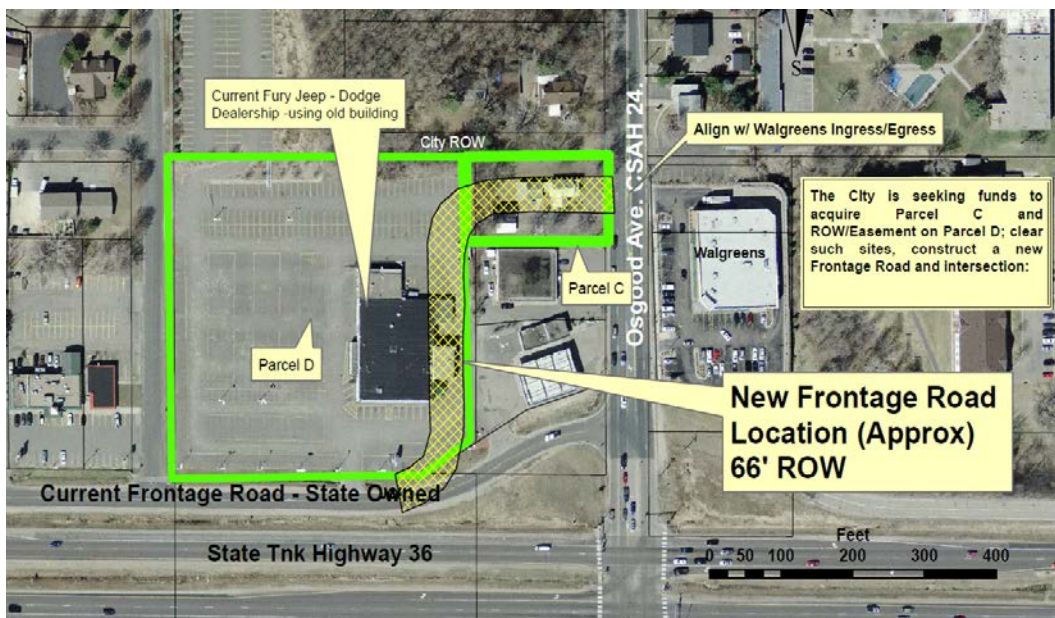 S
Current Fury Jeep - Dodge
Dealership -using old building
City ROW
Osgood Ave. CSAH 24.
Align w/ Walgreens Ingress/Egress
The CIty is seeking funds to
acquire Parcel C and
ROW/Easement on Parcel D; clear
such sites, construct a new
Frontage Road and intersection:
Walgreens
Parcel C
Parcel D
New Frontage Road
Location (Approx)
66' ROW
Current Frontage Road - State Owned
State Tnk Highway 36
Feet
0 50 100 200 300 400